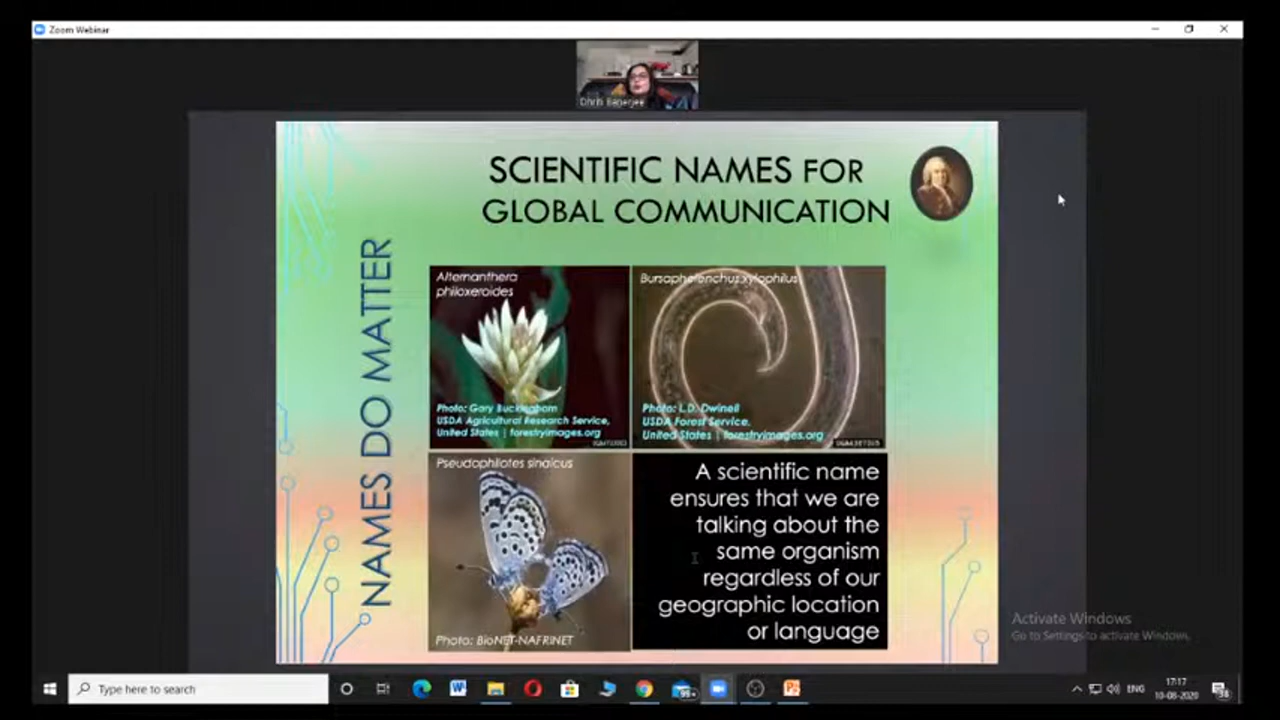 Zoom Webinar
Banerjee
SCIENTIFIC NAMES FOR
GLOBAL COMMUNICATION
NAMES DO MATTER
Alternanthera
philoxeroides
Photo: Gary Buckingham
USDA Agricultural Research Service,
United States | forestryimages.org
Bursaphelenchus xylophilus
Photo: L.D. Dwinell
USDA Forest Service,
United States | forestryimages.org
Pseudophilotes sinaicus
Photo: BioNET-NAFRINET
A scientific name
ensures that we are
talking about the
same organism
regardless of our
geographic location
or language
Activate Windows
Go to Settings to activate Windows.
Type here to search
99+
ENG
17:17
10-08-2020